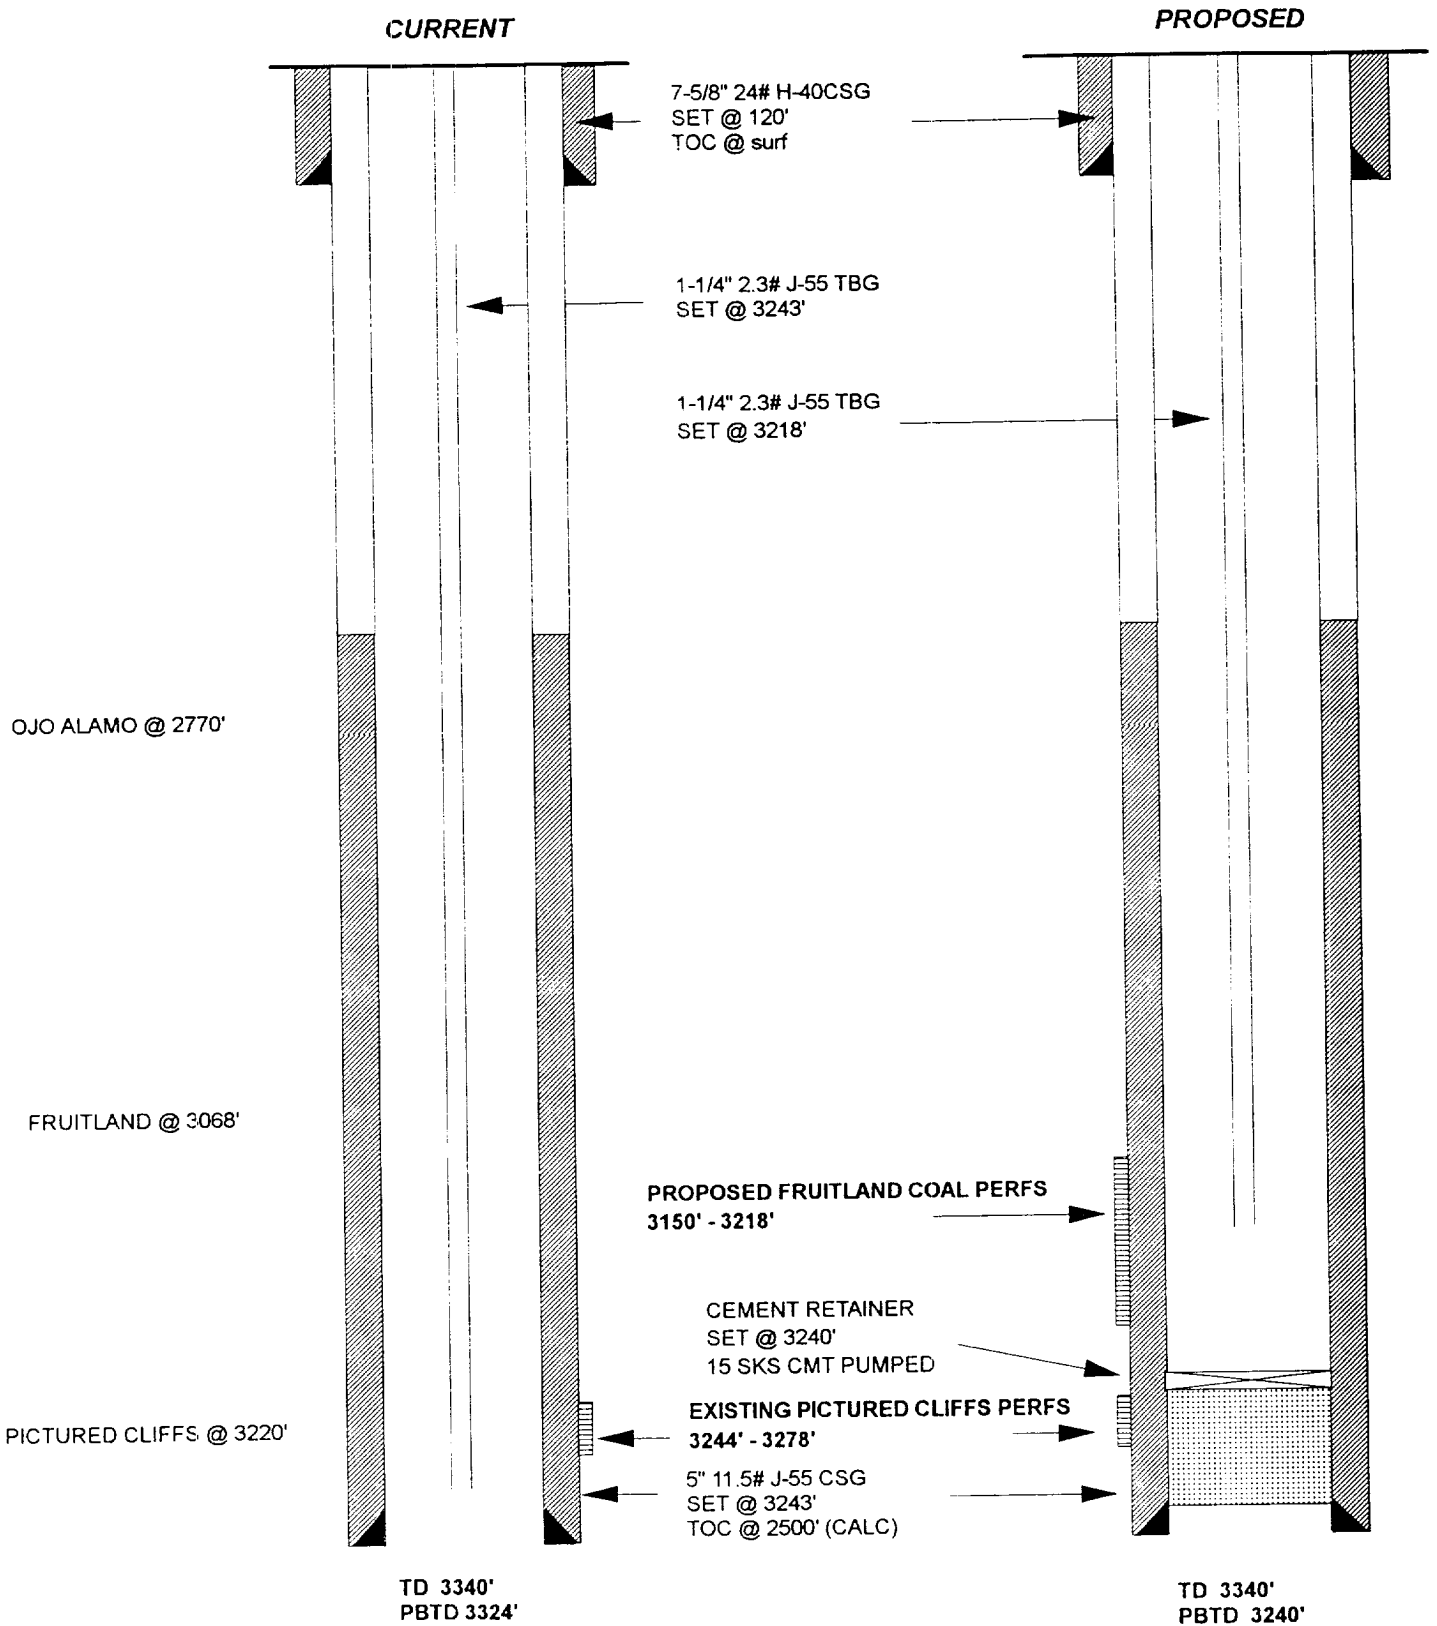 CURRENT
PROPOSED
7-5/8" 24# H-40CSG
SET @ 120'
TOC @ surf
1-1/4" 2.3# J-55 TBG
SET @ 3243'
1-1/4" 2.3# J-55 TBG
SET @ 3218'
OJO ALAMO @ 2770'
FRUITLAND @ 3068'
PROPOSED FRUITLAND COAL PERFS
3150' - 3218'
CEMENT RETAINER
SET @ 3240'
15 SKS CMT PUMPED
EXISTING PICTURED CLIFFS PERFS
3244' - 3278'
PICTURED CLIFFS @ 3220'
5" 11.5# J-55 CSG
SET @ 3243'
TOC @ 2500' (CALC)
TD 3340'
PBTD 3324'
TD 3340'
PBTD 3240'